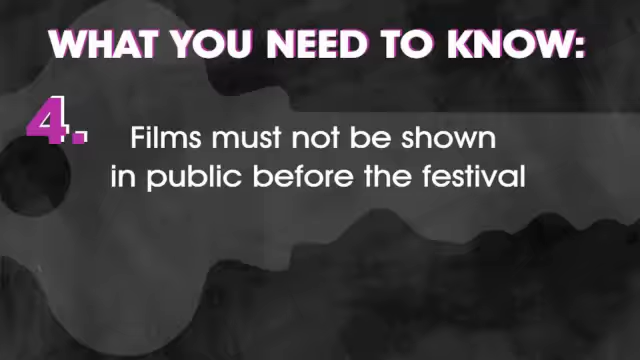 WHAT YOU NEED TO KNOW:
4.
Films must not be shown
in public before the festival